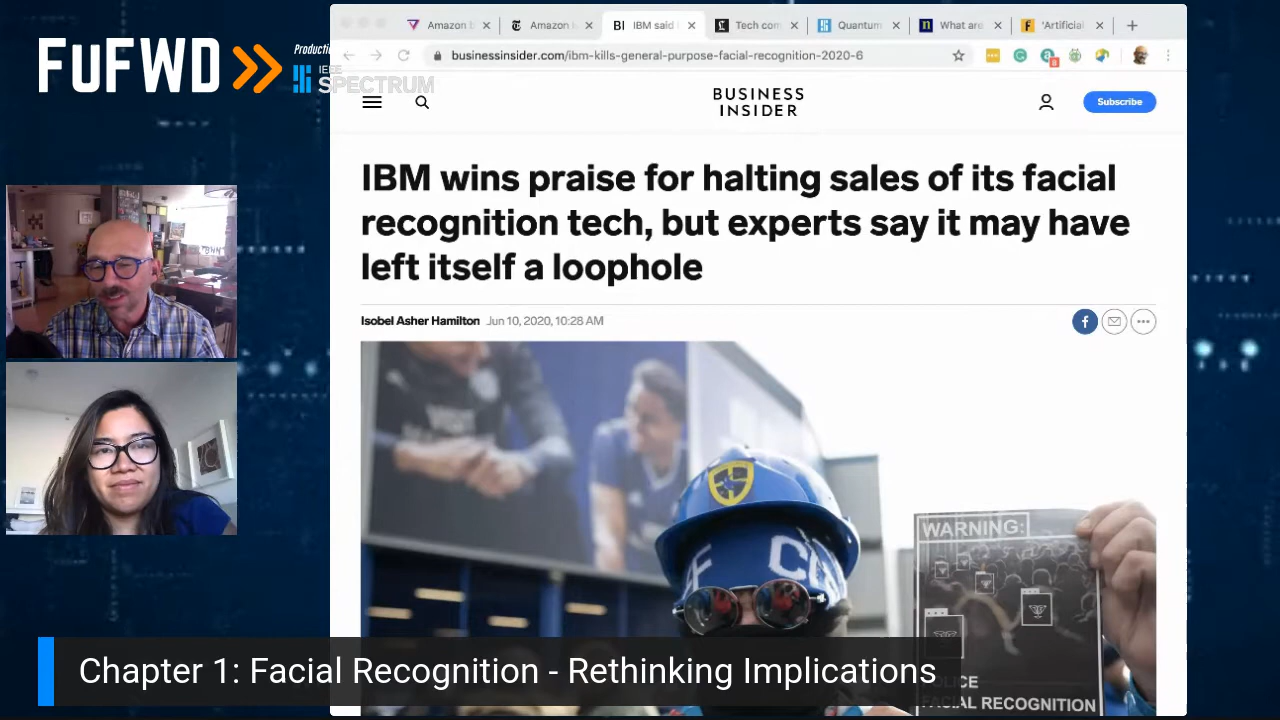 FUFWD
Productio
IEEE
SPECTRUM
Amazon b
Amazon
IBM said
Tech com
Quantum
What are
'Artificial
businessinsider.com/ibm-kills-general-purpose-facial-recognition-2020-6
BUSINESS
INSIDER
Subscribe
IBM wins praise for halting sales of its facial
recognition tech, but experts say it may have
left itself a loophole
Isobel Asher Hamilton Jun 10, 2020, 10:28 AM
WARNING:
POLICE
FACIAL RECOGNITION
Chapter 1: Facial Recognition - Rethinking Implications